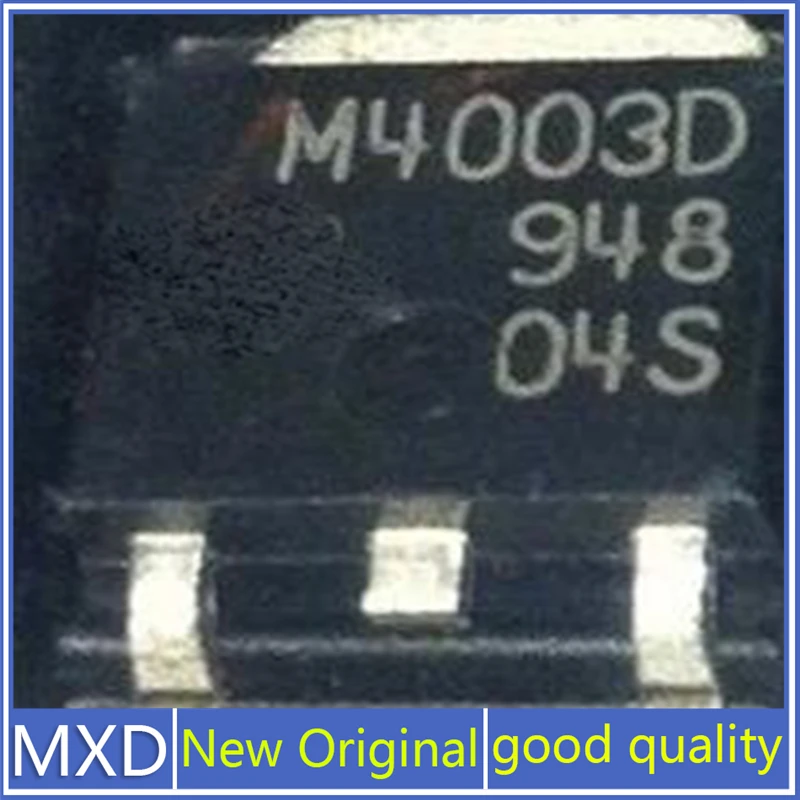 M4003D
948
04S
MXD New Original good quality